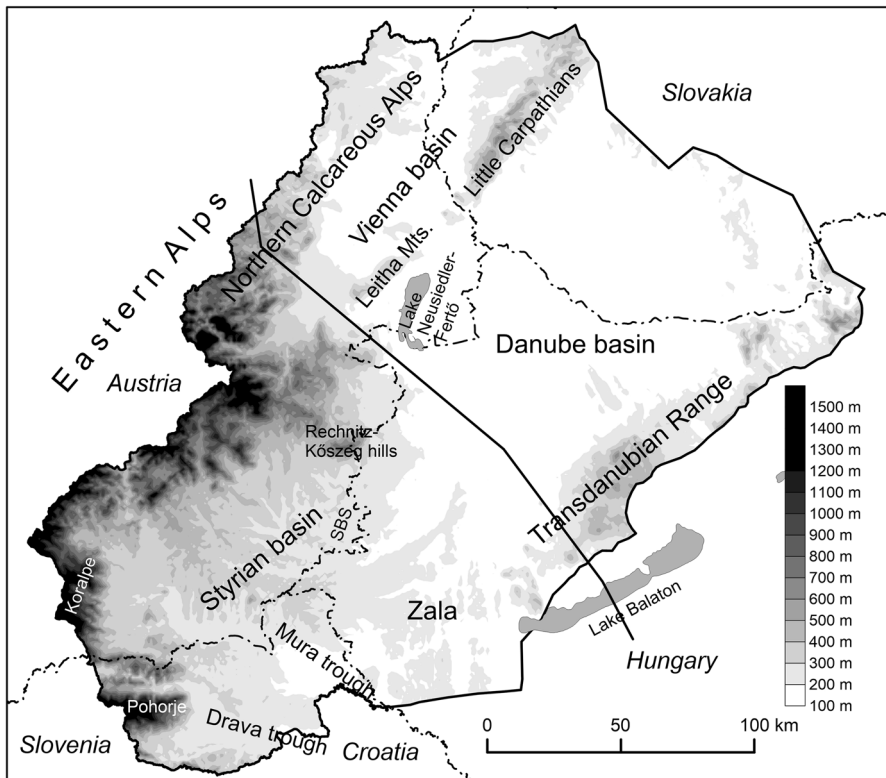 Slovakia
Northern Calcareous Alps
Vienna basin
Little Carpathians
Eastern Alps
Leitha Mts.
Lake
Neusiedler-
Fertő
Danube basin
Austria
Transdanubian Range
Rechnitz-
Kőszeg hills
SBS
Styrian basin
Koralpe
Zala
Lake Balaton
Mura trough
Hungary
Pohorje
Drava trough
Slovenia
Croatia
1500 m
1400 m
1300 m
1200 m
1100 m
1000 m
900 m
800 m
700 m
600 m
500 m
400 m
300 m
200 m
100 m
0 50 100 km